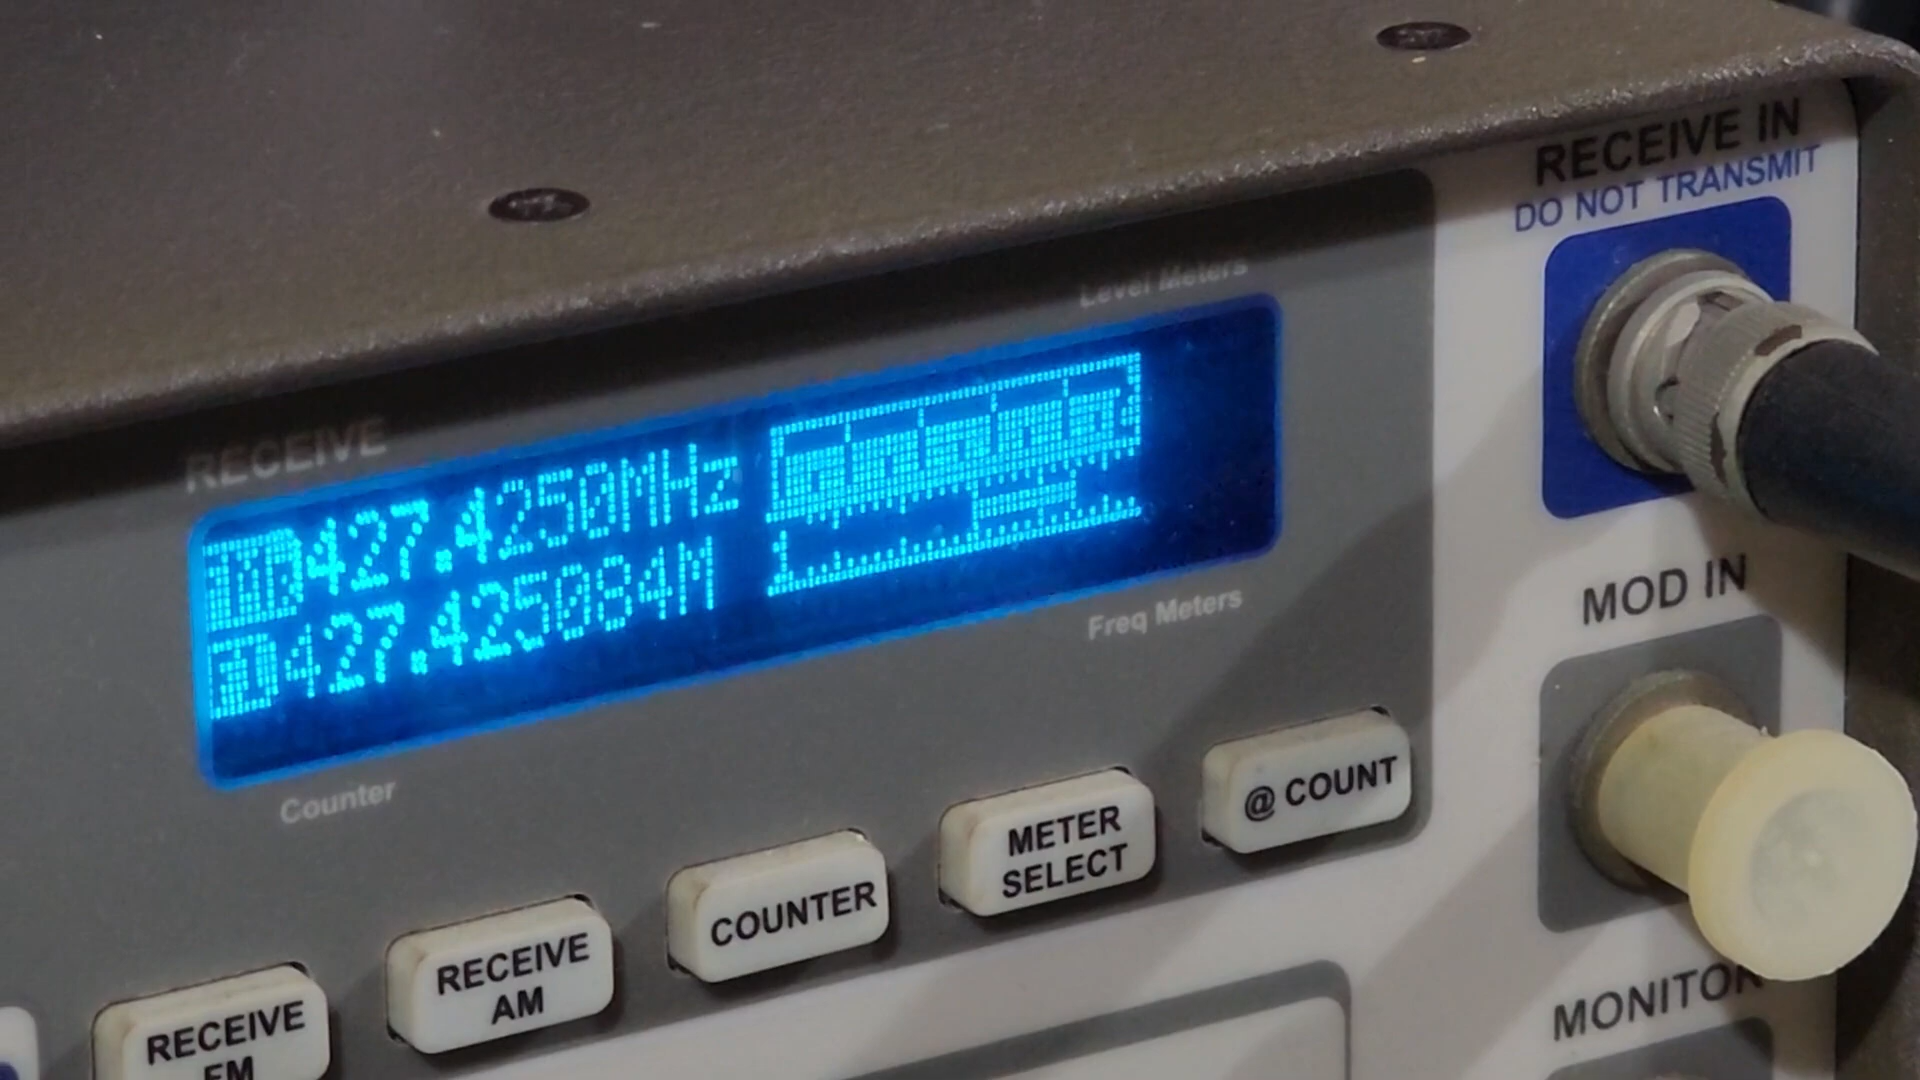 RECEIVE IN
DO NOT TRANSMIT
Level Meters
RECEIVE
427.4250MHz
427.425084M
1
Freq Meters
Counter
MOD IN
@ COUNT
METER
SELECT
COUNTER
RECEIVE
AM
RECEIVE
FM
MONITOR